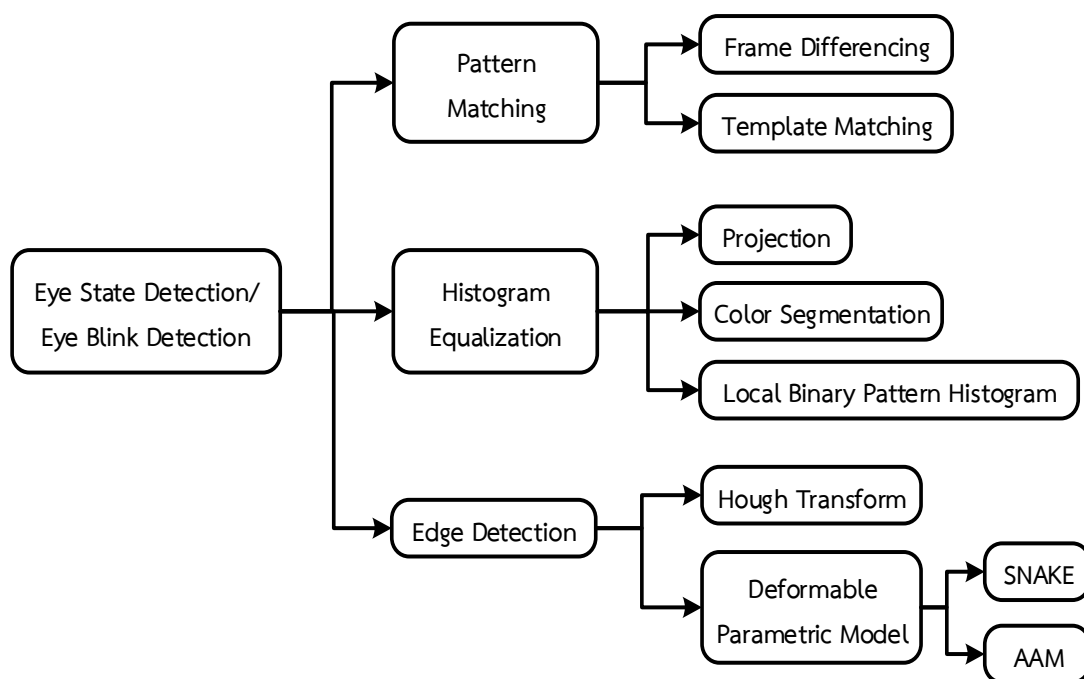 Eye State Detection/
Eye Blink Detection
Pattern
Matching
Frame Differencing
Template Matching
Histogram
Equalization
Projection
Color Segmentation
Local Binary Pattern Histogram
Edge Detection
Hough Transform
Deformable
Parametric Model
SNAKE
AAM